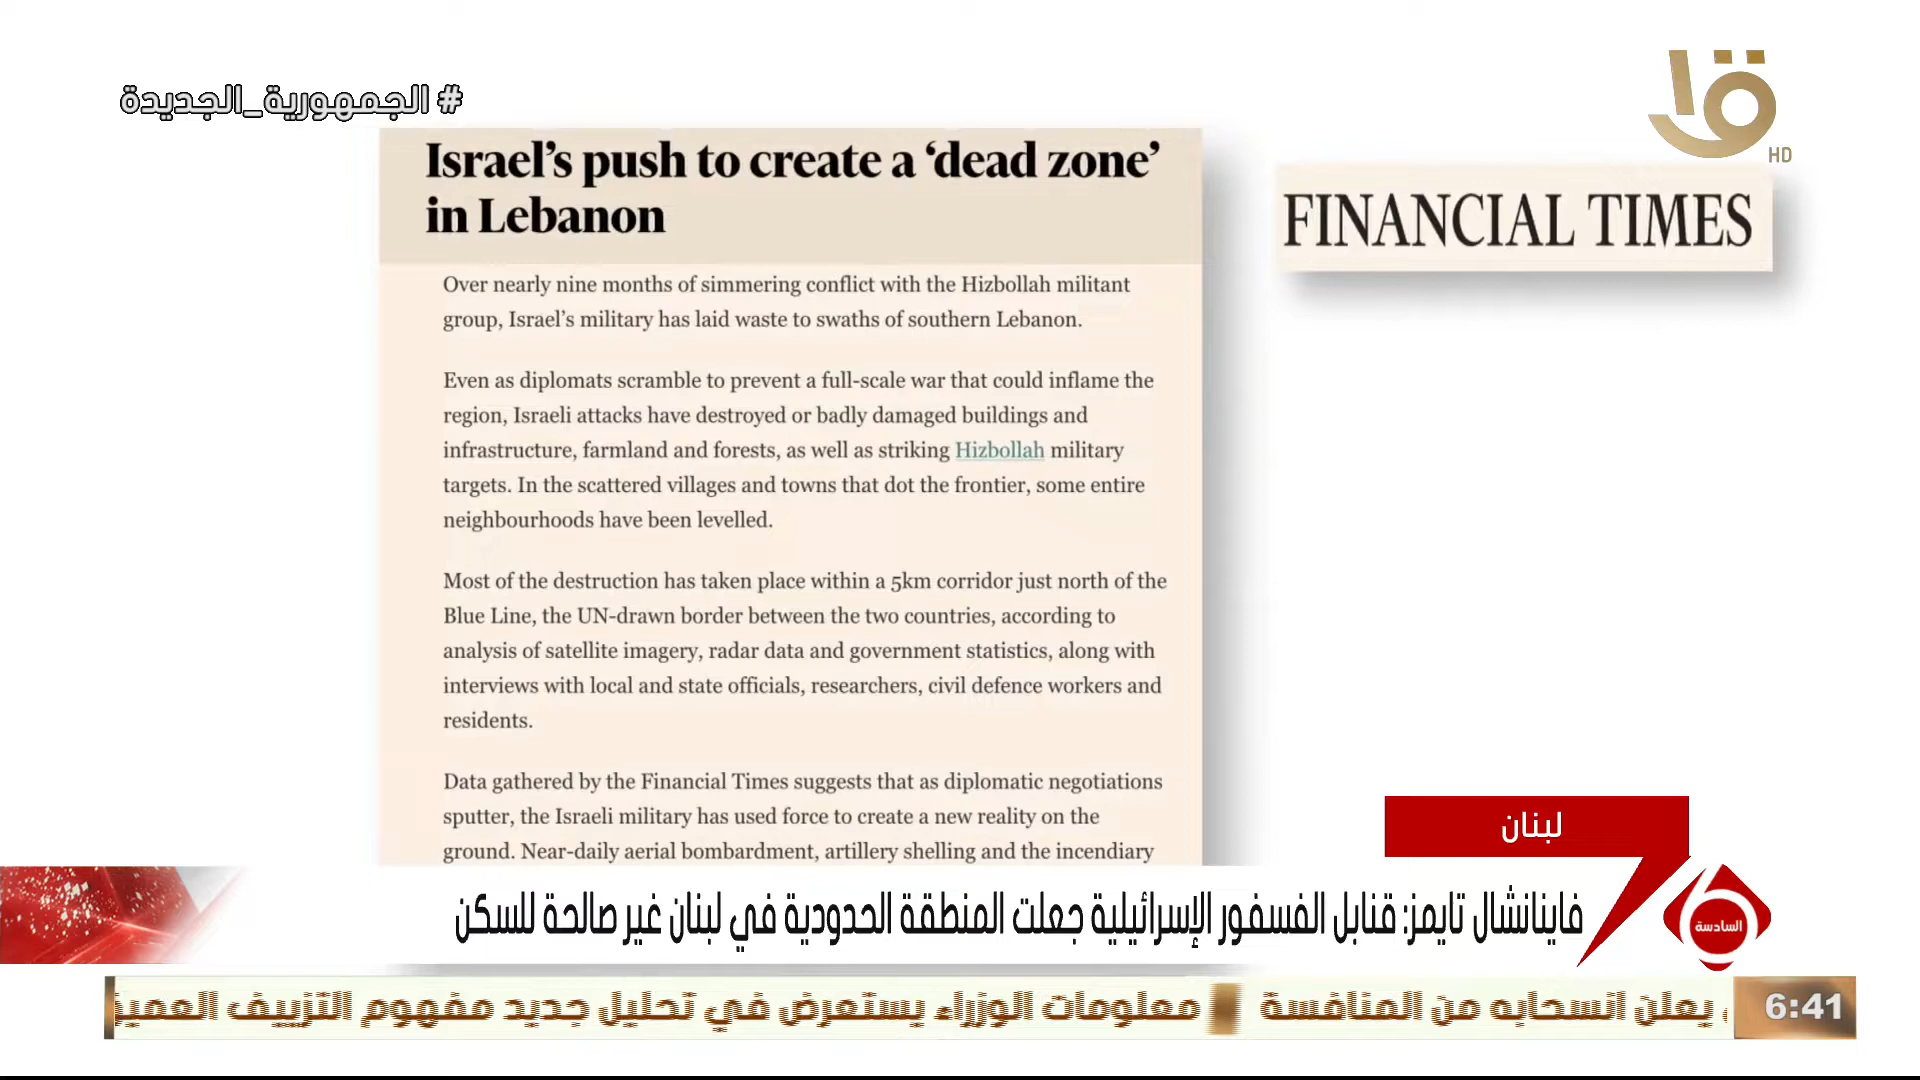 # الجمهورية_الجديدة
HD
FINANCIAL TIMES
Israel's push to create a ‘dead zone’
in Lebanon
Over nearly nine months of simmering conflict with the Hizbollah militant
group, Israel's military has laid waste to swaths of southern Lebanon.
Even as diplomats scramble to prevent a full-scale war that could inflame the
region, Israeli attacks have destroyed or badly damaged buildings and
infrastructure, farmland and forests, as well as striking Hizbollah military
targets. In the scattered villages and towns that dot the frontier, some entire
neighbourhoods have been levelled.
Most of the destruction has taken place within a 5km corridor just north of the
Blue Line, the UN-drawn border between the two countries, according to
analysis of satellite imagery, radar data and government statistics, along with
interviews with local and state officials, researchers, civil defence workers and
residents.
Data gathered by the Financial Times suggests that as diplomatic negotiations
sputter, the Israeli military has used force to create a new reality on the
ground. Near-daily aerial bombardment, artillery shelling and the incendiary
لبنان
السادسة
فاينانشال تايمز: قنابل الفسفور الإسرائيلية جعلت المنطقة الحدودية في لبنان غير صالحة للسكن
يعلن انسحابه من المنافسة معلومات الوزراء يستعرض في تحليل جديد مفهوم التزييف
6:41